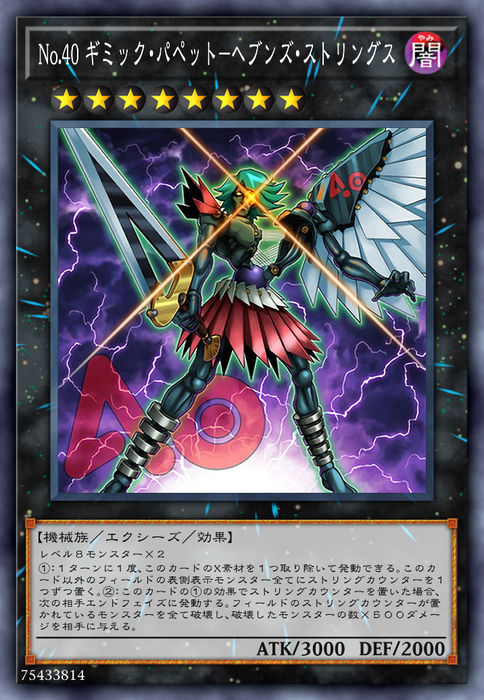 No.40 ギミック・パペット－ヘブンズ・ストリングス
やみ
闇
40
40
【機械族／エクシーズ／効果】
レベル８モンスター×２
①：１ターンに１度、このカードのX素材を１つ取り除いて発動できる。このカ
ード以外のフィールドの表側表示モンスター全てにストリングカウンターを１
つずつ置く。②：このカードの①の効果でストリングカウンターを置いた場合、
次の相手エンドフェイズに発動する。フィールドのストリングカウンターが置
かれているモンスターを全て破壊し、破壊したモンスターの数×５００ダメー
ジを相手に与える。
ATK/3000 DEF/2000
75433814